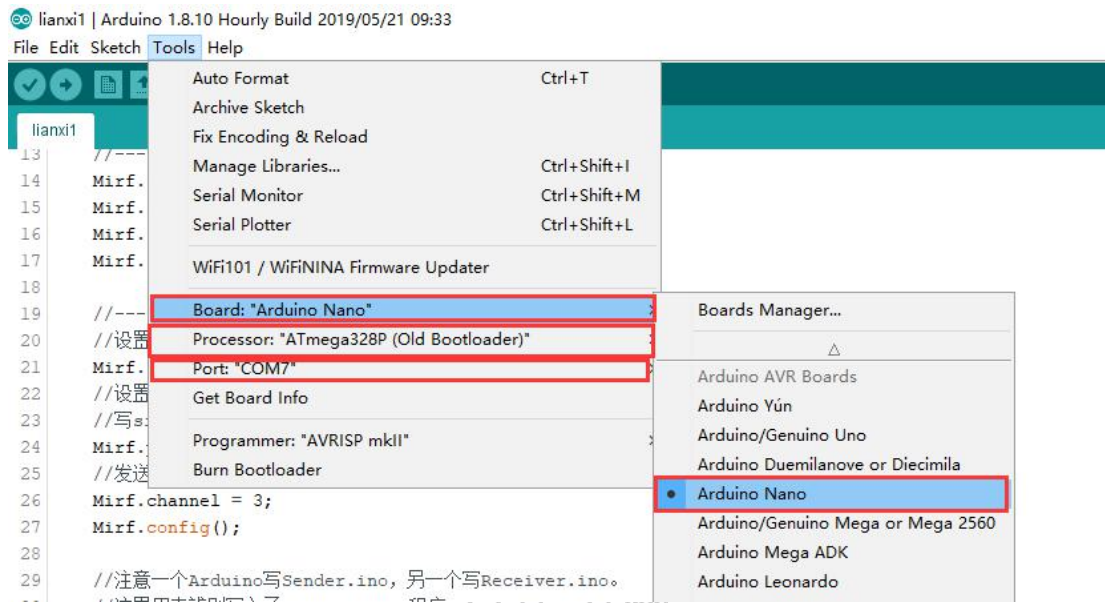 lianxi1 | Arduino 1.8.10 Hourly Build 2019/05/21 09:33
File Edit Sketch Tools Help
lianxi1
Auto Format Ctrl+T
Archive Sketch
Fix Encoding & Reload
Manage Libraries... Ctrl+Shift+I
Serial Monitor Ctrl+Shift+M
Serial Plotter Ctrl+Shift+L
WiFi101 / WiFiNINA Firmware Updater
Board: "Arduino Nano"
Processor: "ATmega328P (Old Bootloader)"
Port: "COM7"
Get Board Info
Programmer: "AVRISP mkII"
Burn Bootloader
Boards Manager...
Arduino AVR Boards
Arduino Yún
Arduino/Genuino Uno
Arduino Duemilanove or Diecimila
Arduino Nano
Arduino/Genuino Mega or Mega 2560
Arduino Mega ADK
Arduino Leonardo
13 //---
14 Mirf.
15 Mirf.
16 Mirf.
17 Mirf.
18
19 //---
20 //设置
21 Mirf.
22 //设置
23 //写
24 Mirf.
25 //发送
26 Mirf.channel = 3;
27 Mirf.config();
28
29 //注意一个Arduino写Sender.ino，另一个写Receiver.ino。